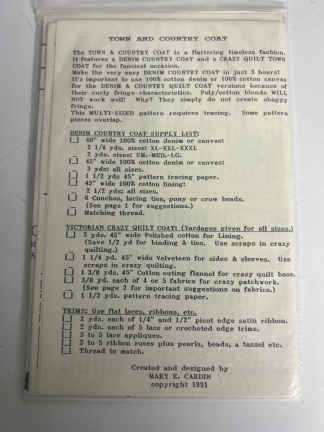 TOWN AND COUNTRY COAT
The TOWN & COUNTRY COAT is a flattering timeless fashion.
It features a DENIM COUNTRY COAT and a CRAZY QUILT TOWN
COAT for the fanciest occasion.
Make the very easy DENIM COUNTRY COAT in just 3 hours!
It's important to use 100% cotton denim or 100% cotton canvas
for the DENIM & COUNTRY QUILT COAT versions because of
their curly fringe characteristics. Poly/cotton blends WILL
NOT work well! Why? They simply do not create shaggy
fringe.
This MULTI-SIZED pattern requires tracing. Some pattern
pieces overlap.
DENIM COUNTRY COAT SUPPLY LIST:
60" wide 100% cotton denim or canvas:
2 1/4 yds. sizes: XL-XXL-XXXL
2 yds. sizes: SM.-MED.-LG.
45" wide 100% cotton denim or canvas:
3 yds: all sizes.
1 1/2 yds 45" pattern tracing paper.
45" wide 100% cotton lining:
2 1/2 yds: all sizes.
6 Conchos, lacing ties, pony or crow beads.
(See page 1 for suggestions.)
Matching thread.
VICTORIAN CRAZY QUILT COAT: (Yardages given for all sizes.)
3 yds. 45" wide Polished cotton for Lining.
(Save 1/2 yd for binding & ties. Use scraps in crazy
quilting.)
1 1/4 yd. 45" wide Velveteen for sides & sleeves. Use
scraps in crazy quilting.
1 3/8 yds. 45" Cotton outing flannel for crazy quilt base.
3/8 yd. each of 4 or 5 fabrics for crazy patchwork.
(See page 2 for important suggestions on fabrics.)
1 1/2 yds. pattern tracing paper.
TRIMS: Use flat laces, ribbons, etc.
2 yds. each of 1/4" and 1/2" picot edge satin ribbon.
2 yds. each of 5 lace or crocheted edge trims.
3 to 5 lace appliques.
3 to 5 ribbon roses plus pearls, beads, a tassel etc.
Thread to match.
Created and designed by
MARY E. CARDIN
copyright 1991